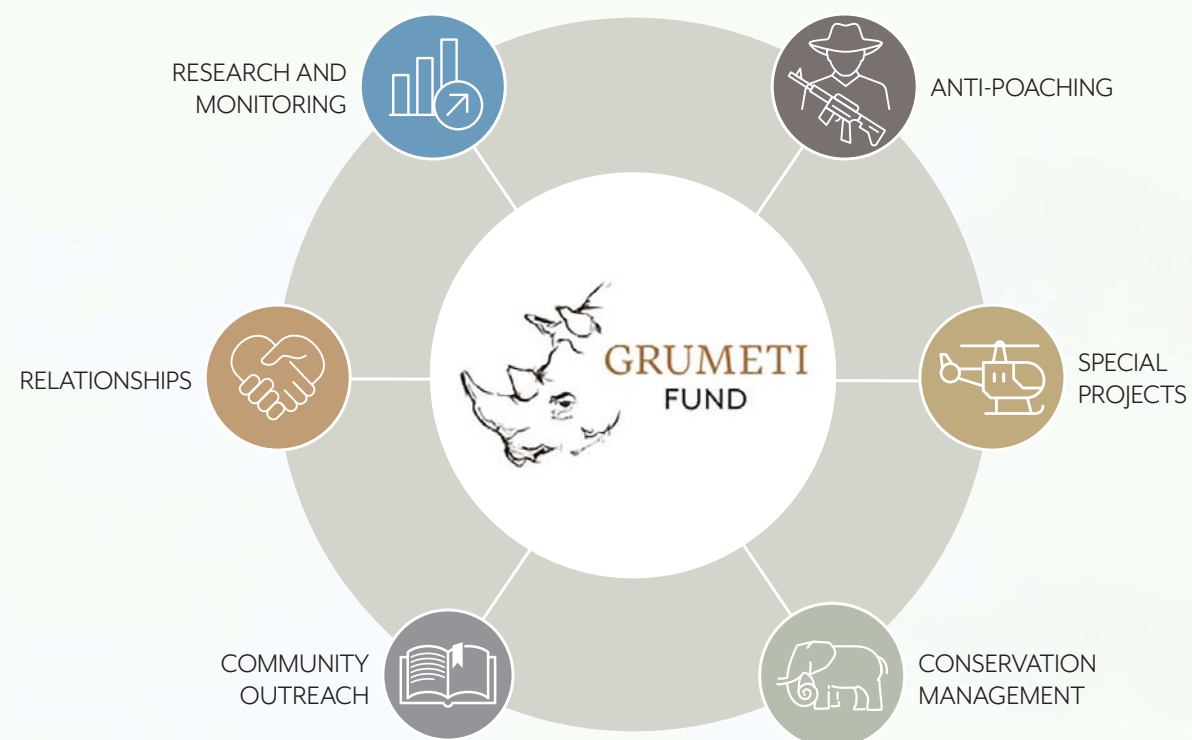 RESEARCH AND
MONITORING
ANTI-POACHING
RELATIONSHIPS
GRUMETI
FUND
SPECIAL
PROJECTS
COMMUNITY
OUTREACH
CONSERVATION
MANAGEMENT